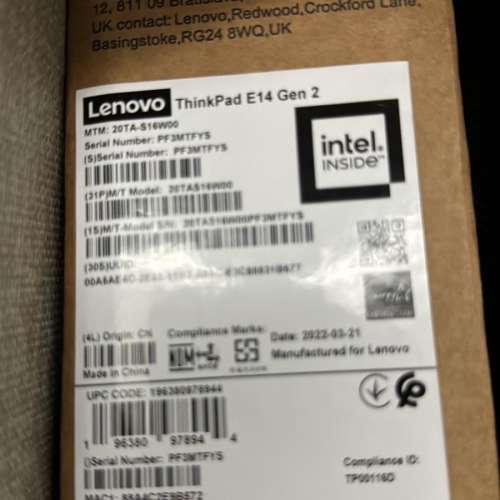 12, 811 09 Bratislava,
UK contact: Lenovo,Redwood,Crockford Lane,
Basingstoke,RG24 8WQ,UK
Lenovo ThinkPad E14 Gen 2
MTM: 20TA-S16W00
Serial Number: PF3MTFYS
(S)Serial Number: PF3MTFYS
intel.
INSIDE™
(31P)M/T Model: 20TAS16W00
(1S)M/T-Model S/N: 20TAS16W00PF3MTFYS
(30S)UUID:
(4L) Origin: CN
Compliance Marks:
Date: 2022-03-21
Made in China
Manufactured for Lenovo
UPC CODE: 196380978944
1 96380 97894 4
()Serial Number: PF3MTFYS
Compliance ID:
TP00116D